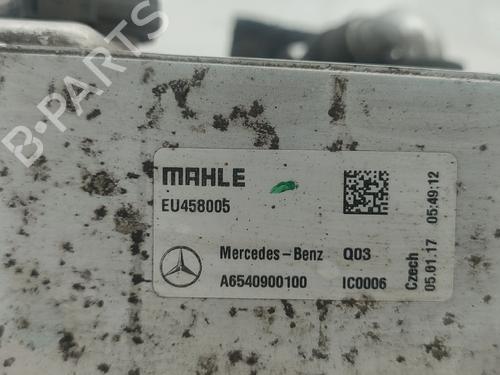 B-PARTS
MAHLE
EU458005
Mercedes-Benz Q03
A6540900100 IC0006
Czech
05.01.17 05:49:12